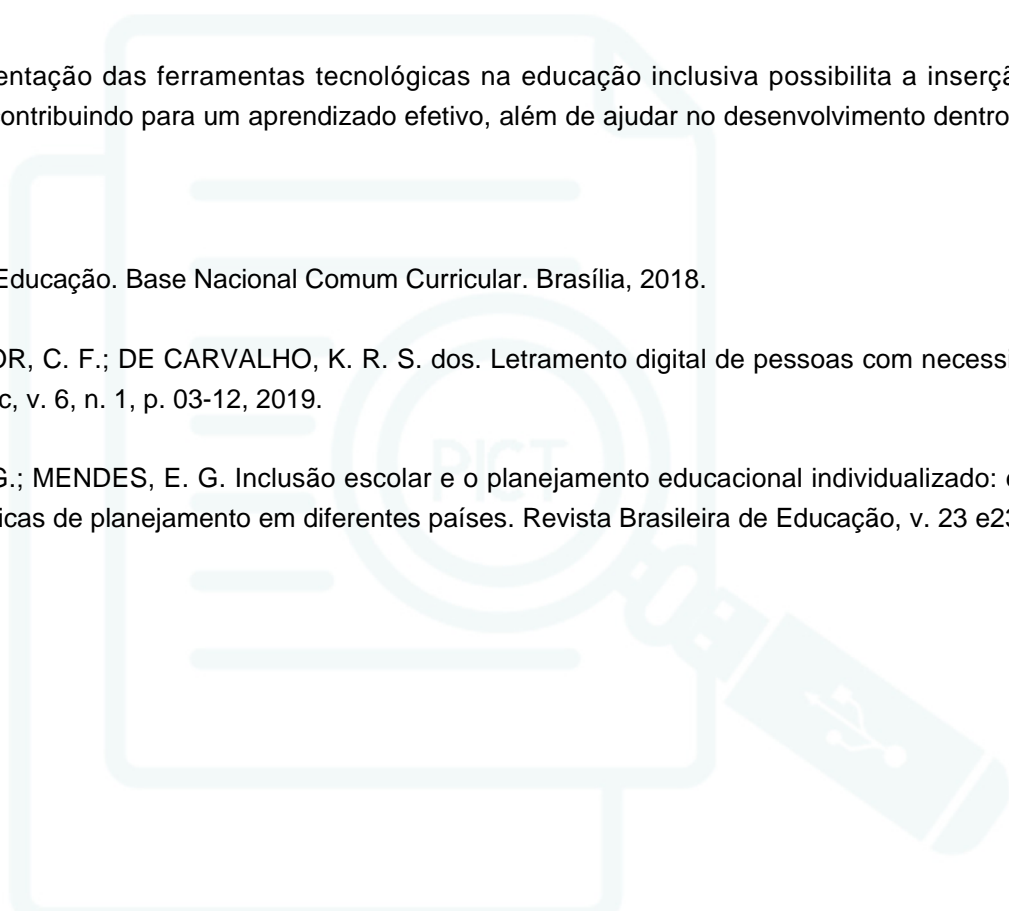 entação das ferramentas tecnológicas na educação inclusiva possibilita a inserçã
ontribuindo para um aprendizado efetivo, além de ajudar no desenvolvimento dentro
Educação. Base Nacional Comum Curricular. Brasília, 2018.
OR, C. F.; DE CARVALHO, K. R. S. dos. Letramento digital de pessoas com necessi
c, v. 6, n. 1, p. 03-12, 2019.
PICT
G.; MENDES, E. G. Inclusão escolar e o planejamento educacional individualizado:
icas de planejamento em diferentes países. Revista Brasileira de Educação, v. 23 e23